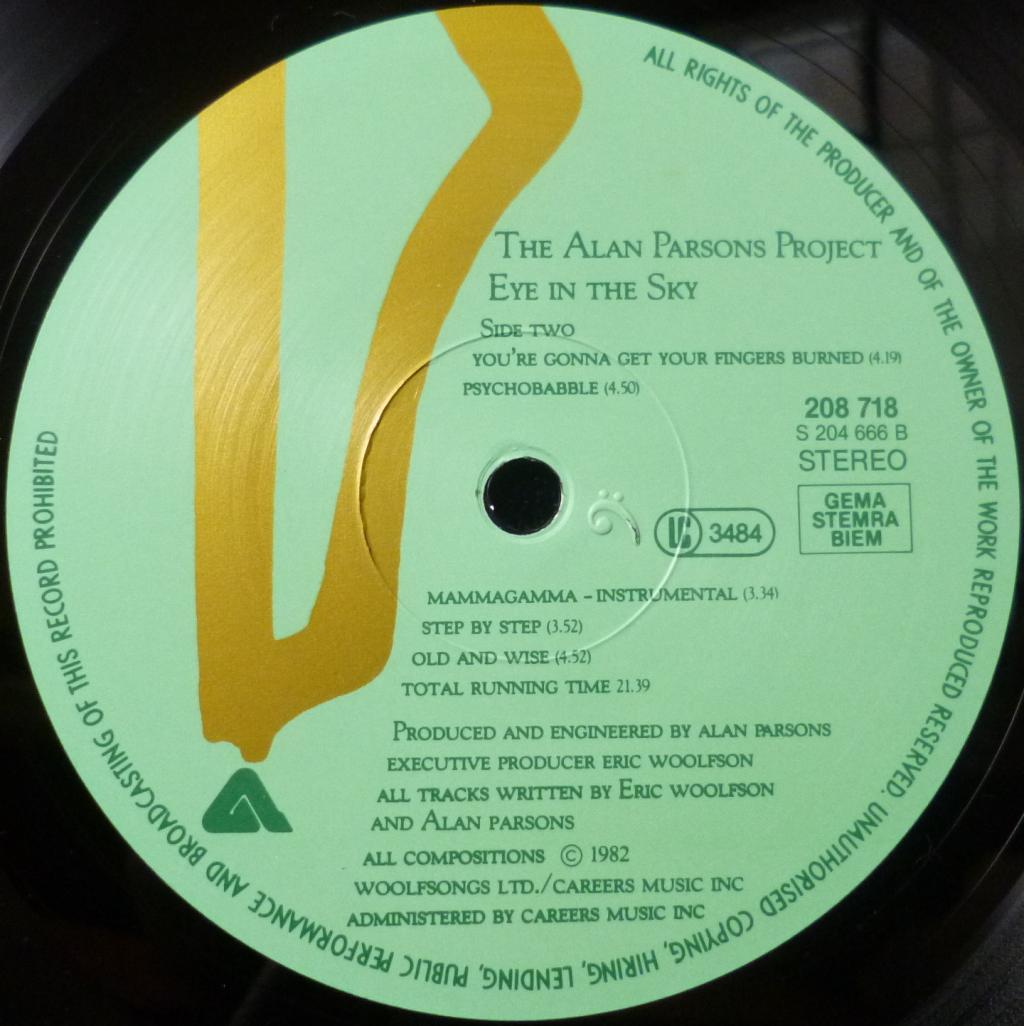 ALL RIGHTS OF THE PRODUCER AND OF THE OWNER OF THE WORK REPRODUCED RESERVED. UNAUTHORISED COPYING, HIRING, LENDING, PUBLIC PERFORMANCE AND BROADCASTING OF THIS RECORD PROHIBITED
THE ALAN PARSONS PROJECT
EYE IN THE SKY
SIDE TWO
YOU'RE GONNA GET YOUR FINGERS BURNED (4.19)
PSYCHOBABBLE (4.50)
208 718
S 204 666 B
STEREO
GEMA
STEMRA
BIEM
LC 3484
MAMMAGAMMA – INSTRUMENTAL (3.34)
STEP BY STEP (3.52)
OLD AND WISE (4.52)
TOTAL RUNNING TIME 21.39
PRODUCED AND ENGINEERED BY ALAN PARSONS
EXECUTIVE PRODUCER ERIC WOOLFSON
ALL TRACKS WRITTEN BY ERIC WOOLFSON
AND ALAN PARSONS
ALL COMPOSITIONS © 1982
WOOLFSONGS LTD./CAREERS MUSIC INC
ADMINISTERED BY CAREERS MUSIC INC